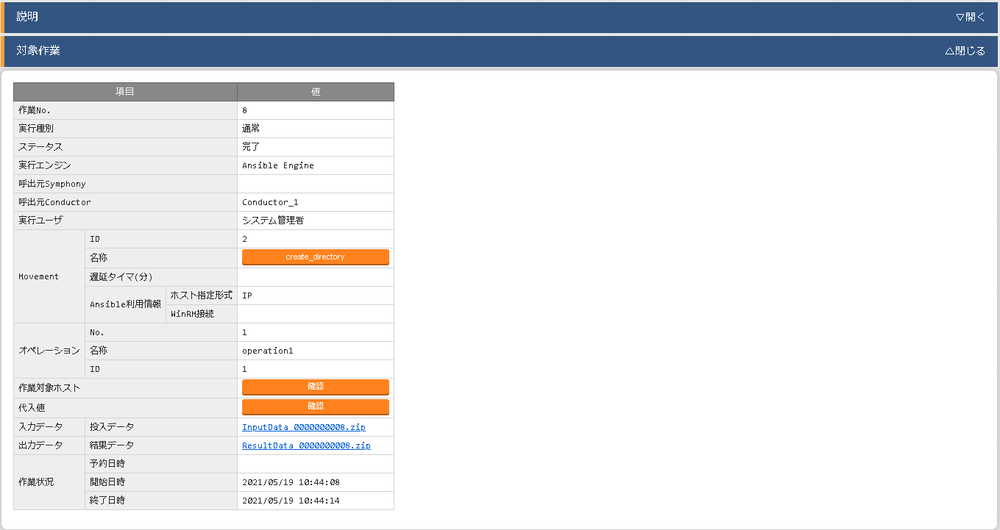 説明 ▽開く
対象作業 △閉じる
項目 値
作業No. 8
実行種別 通常
ステータス 完了
実行エンジン Ansible Engine
呼出元Symphony
呼出元Conductor Conductor_1
実行ユーザ システム管理者
Movement
ID 2
名称 create_directory
遅延タイマ(分)
Ansible利用情報
ホスト指定形式 IP
WinRM接続
オペレーション
No. 1
名称 operation1
ID 1
作業対象ホスト 確認
代入値 確認
入力データ 投入データ InputData_0000000008.zip
出力データ 結果データ ResultData_0000000008.zip
作業状況
予約日時
開始日時 2021/05/19 10:44:08
終了日時 2021/05/19 10:44:14